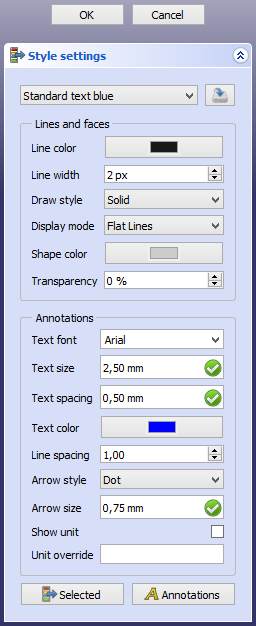 OK Cancel
Style settings
Standard text blue
Lines and faces
Line color
Line width 2 px
Draw style Solid
Display mode Flat Lines
Shape color
Transparency 0 %
Annotations
Text font Arial
Text size 2,50 mm
Text spacing 0,50 mm
Text color
Line spacing 1,00
Arrow style Dot
Arrow size 0,75 mm
Show unit
Unit override
Selected Annotations